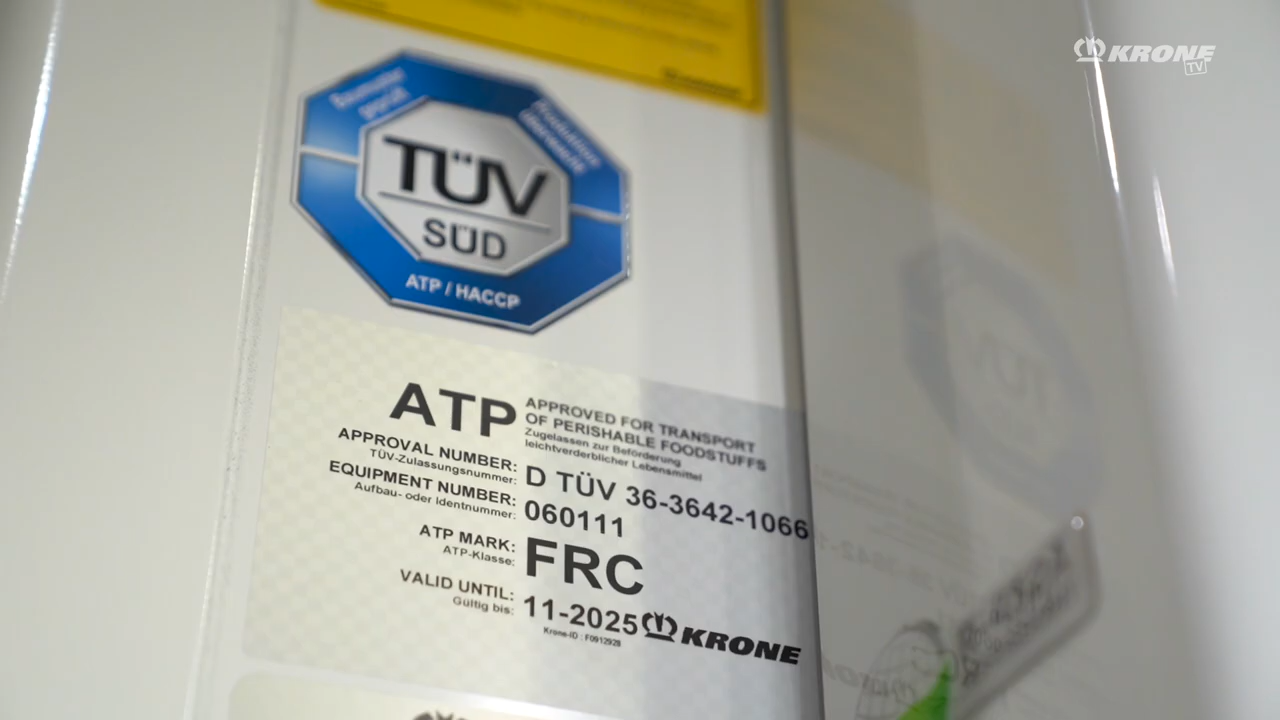 KRONE
TV
TÜV
SÜD
ATP / HACCP
ATP
APPROVED FOR TRANSPORT
OF PERISHABLE FOODSTUFFS
Zugelassen zur Beförderung
leichtverderblicher Lebensmittel
APPROVAL NUMBER: D TÜV 36-3642-1066
TÜV-Zulassungsnummer:
EQUIPMENT NUMBER: 060111
Aufbau- oder Identnummer:
ATP MARK: FRC
ATP-Klasse:
VALID UNTIL: 11-2025
Gültig bis:
KRONE
Krone-ID : F0912928